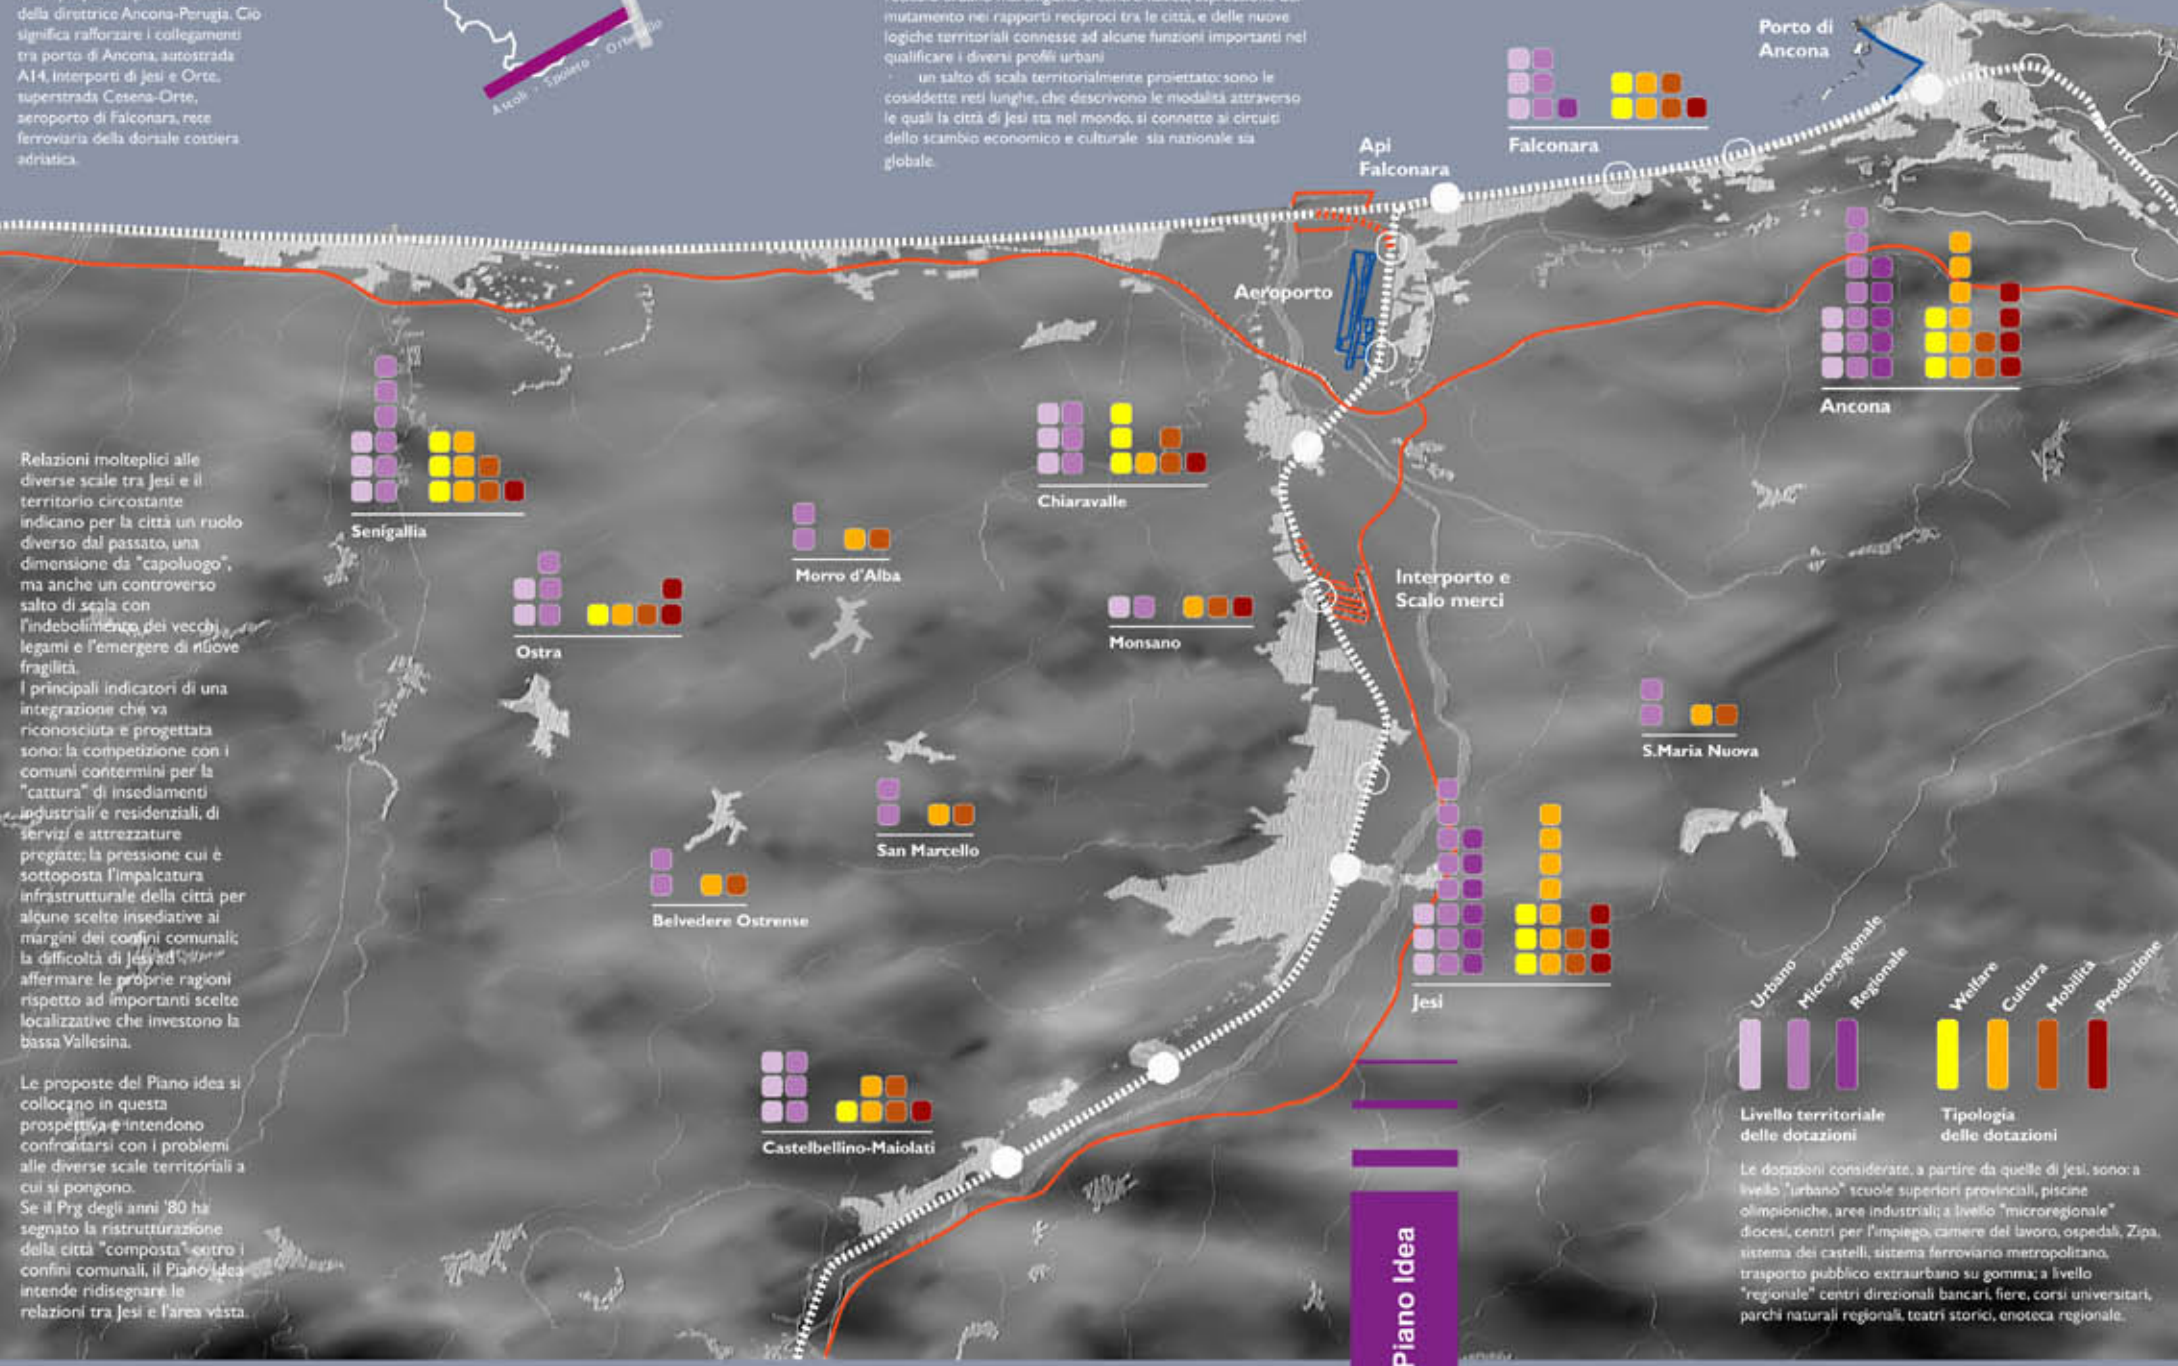 della direttrice Ancona-Perugia. Ciò
significa rafforzare i collegamenti
tra porto di Ancona, autostrada
A14, interporti di Jesi e Orte,
superstrada Cesena-Orte,
aeroporto di Falconara, rete
ferroviaria della dorsale costiera
adriatica.
Ascoli - Spoleto - Orte
mutamento nei rapporti reciproci tra le città, e delle nuove
logiche territoriali connesse ad alcune funzioni importanti nel
qualificare i diversi profili urbani
un salto di scala territorialmente proiettato: sono le
cosiddette reti lunghe, che descrivono le modalità attraverso
le quali la città di Jesi sta nel mondo, si connette ai circuiti
dello scambio economico e culturale sia nazionale sia
globale.
Porto di
Ancona
Falconara
Api
Falconara
Aeroporto
Ancona
Senigallia
Chiaravalle
Morro d'Alba
Ostra
Monsano
Interporto e
Scalo merci
S.Maria Nuova
San Marcello
Belvedere Ostrense
Jesi
Castelbellino-Maiolati
Relazioni molteplici alle
diverse scale tra Jesi e il
territorio circostante
indicano per la città un ruolo
diverso dal passato, una
dimensione da "capoluogo",
ma anche un controverso
salto di scala con
l'indebolimento dei vecchi
legami e l'emergere di nuove
fragilità.
I principali indicatori di una
integrazione che va
riconosciuta e progettata
sono: la competizione con i
comuni contermini per la
"cattura" di insediamenti
industriali e residenziali, di
servizi e attrezzature
pregiate; la pressione cui è
sottoposta l'impalcatura
infrastrutturale della città per
alcune scelte insediative ai
margini dei confini comunali;
la difficoltà di Jesi ad
affermare le proprie ragioni
rispetto ad importanti scelte
localizzative che investono la
bassa Vallesina.
Le proposte del Piano idea si
collocano in questa
prospettiva e intendono
confrontarsi con i problemi
alle diverse scale territoriali a
cui si pongono.
Se il Prg degli anni '80 ha
segnato la ristrutturazione
della città "composta" entro i
confini comunali, il Piano Idea
intende ridisegnare le
relazioni tra Jesi e l'area vasta.
Piano Idea
Urbano
Microregionale
Regionale
Welfare
Cultura
Mobilità
Produzione
Livello territoriale
delle dotazioni
Tipologia
delle dotazioni
Le dotazioni considerate, a partire da quelle di Jesi, sono: a
livello "urbano" scuole superiori provinciali, piscine
olimpioniche, aree industriali; a livello "microregionale"
diocesi, centri per l'impiego, camere del lavoro, ospedali, Zipa,
sistema dei castelli, sistema ferroviario metropolitano,
trasporto pubblico extraurbano su gomma; a livello
"regionale" centri direzionali bancari, fiere, corsi universitari,
parchi naturali regionali, teatri storici, enoteca regionale.